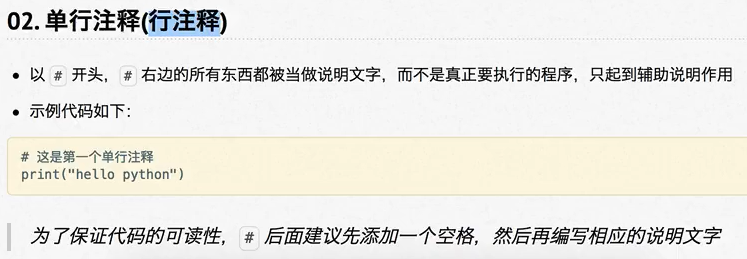 02. 单行注释(行注释)
以 # 开头，# 右边的所有东西都被当做说明文字，而不是真正要执行的程序，只起到辅助说明作用
示例代码如下：
# 这是第一个单行注释
print("hello python")
为了保证代码的可读性，# 后面建议先添加一个空格，然后再编写相应的说明文字